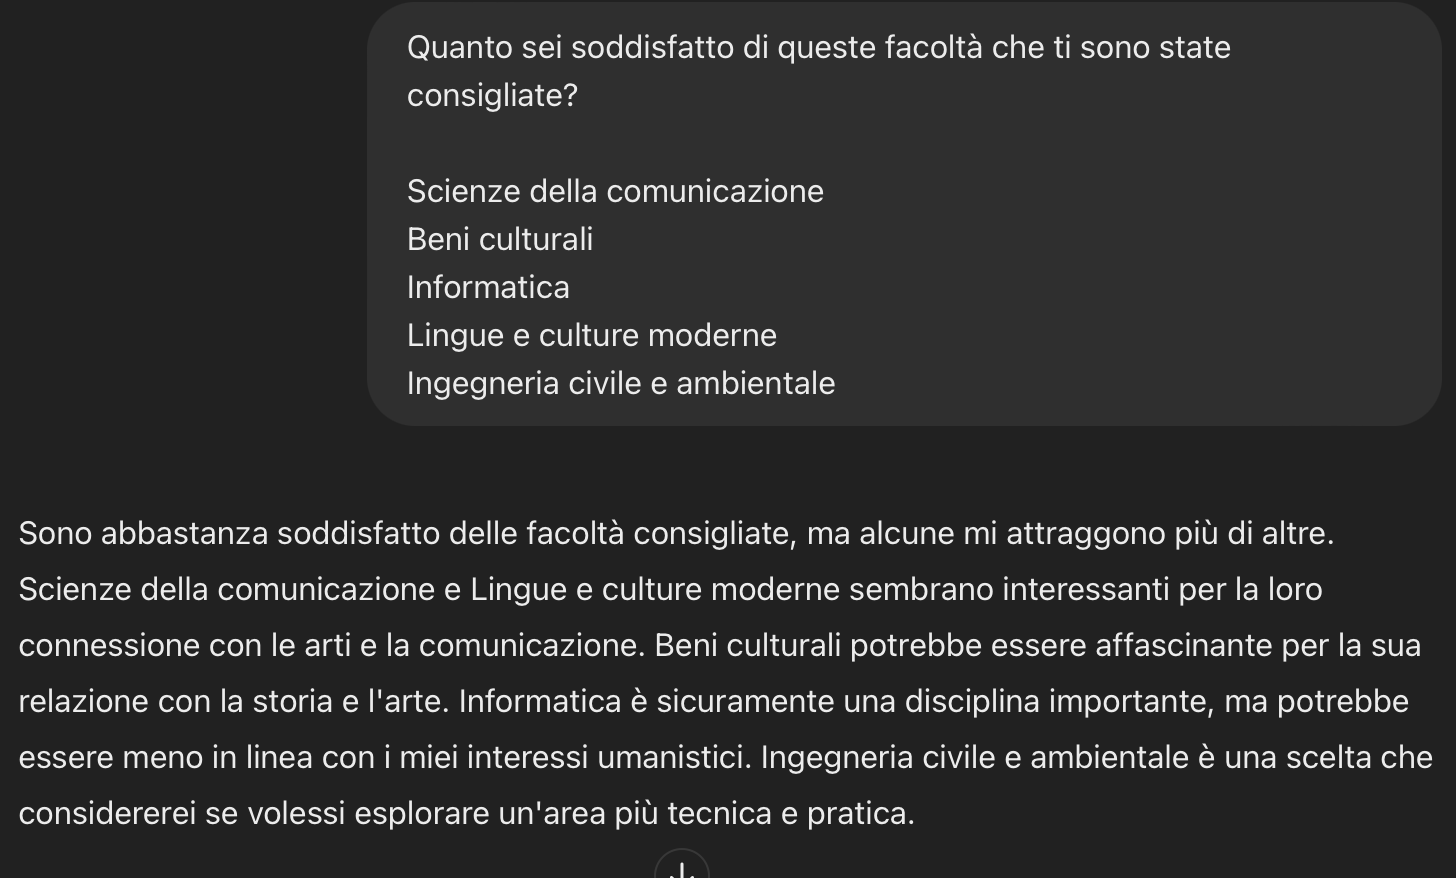 Quanto sei soddisfatto di queste facoltà che ti sono state
consigliate?
Scienze della comunicazione
Beni culturali
Informatica
Lingue e culture moderne
Ingegneria civile e ambientale
Sono abbastanza soddisfatto delle facoltà consigliate, ma alcune mi attraggono più di altre.
Scienze della comunicazione e Lingue e culture moderne sembrano interessanti per la loro
connessione con le arti e la comunicazione. Beni culturali potrebbe essere affascinante per la sua
relazione con la storia e l'arte. Informatica è sicuramente una disciplina importante, ma potrebbe
essere meno in linea con i miei interessi umanistici. Ingegneria civile e ambientale è una scelta che
considererei se volessi esplorare un'area più tecnica e pratica.